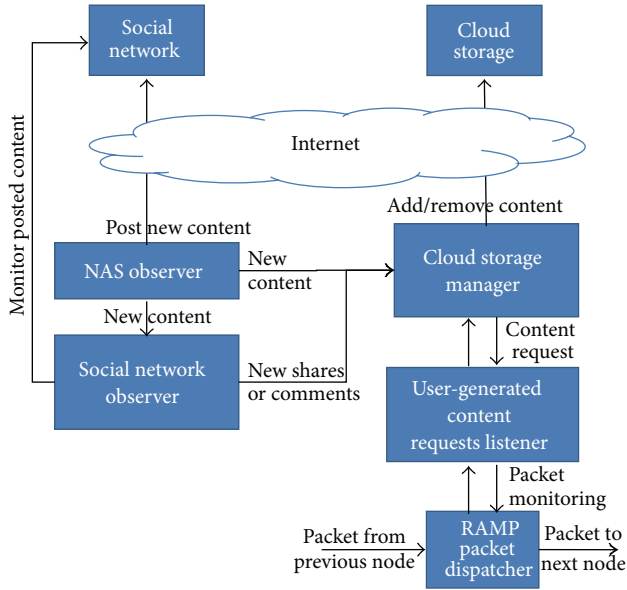 Social
network
Cloud
storage
Internet
Monitor posted content
Post new content
Add/remove content
NAS observer
New
content
Cloud storage
manager
New content
Content
request
Social network
observer
New shares
or comments
User-generated
content
requests listener
Packet
monitoring
Packet from
previous node
RAMP
packet
dispatcher
Packet to
next node